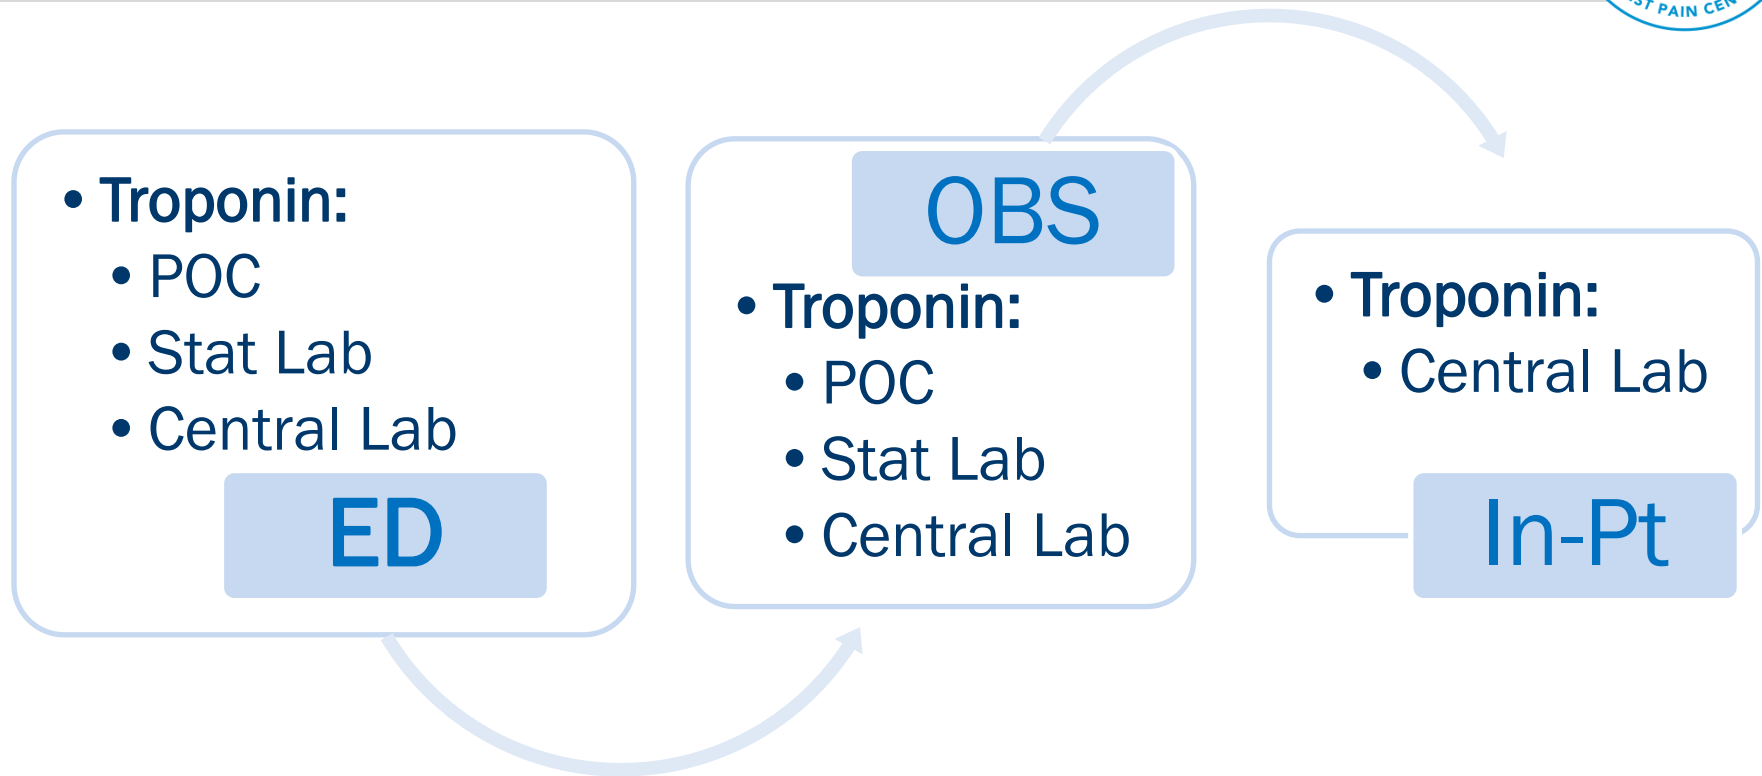 PAIN
• Troponin:
• POC
• Stat Lab
• Central Lab
ED
OBS
• Troponin:
• POC
• Stat Lab
• Central Lab
• Troponin:
• Central Lab
In-Pt